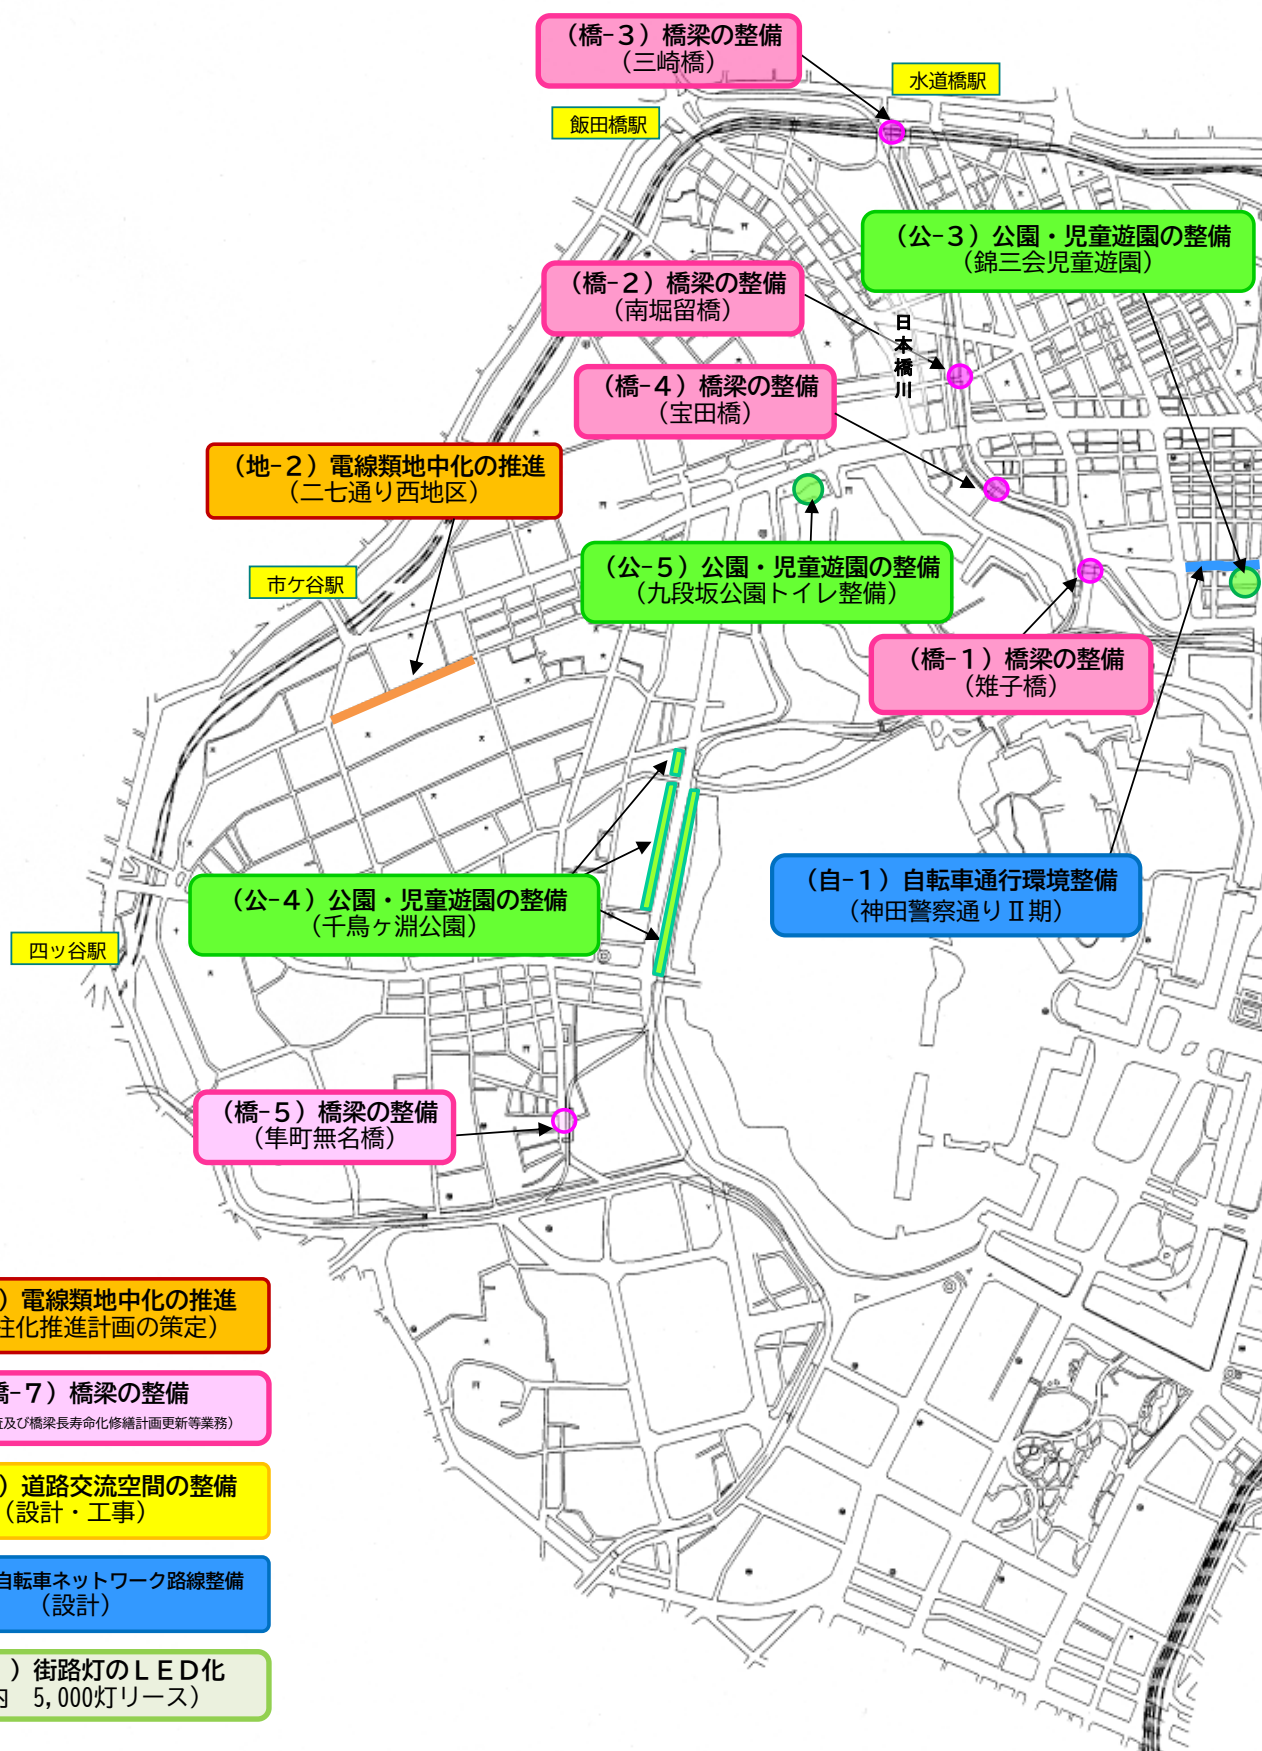 （橋-３）橋梁の整備
（三崎橋）
水道橋駅
飯田橋駅
（公-３）公園・児童遊園の整備
（錦三会児童遊園）
（橋-２）橋梁の整備
（南堀留橋）
日本橋川
（橋-４）橋梁の整備
（宝田橋）
（地-２）電線類地中化の推進
（二七通り西地区）
（公-５）公園・児童遊園の整備
（九段坂公園トイレ整備）
市ケ谷駅
（橋-１）橋梁の整備
（雉子橋）
（自-１）自転車通行環境整備
（神田警察通りⅡ期）
（公-４）公園・児童遊園の整備
（千鳥ヶ淵公園）
四ッ谷駅
（橋-５）橋梁の整備
（隼町無名橋）
）電線類地中化の推進
柱化推進計画の策定）
橋-７）橋梁の整備
及び橋梁長寿命化修繕計画更新等業務）
）道路交流空間の整備
（設計・工事）
自転車ネットワーク路線整備
（設計）
）街路灯のＬＥＤ化
内　5,000灯リース）